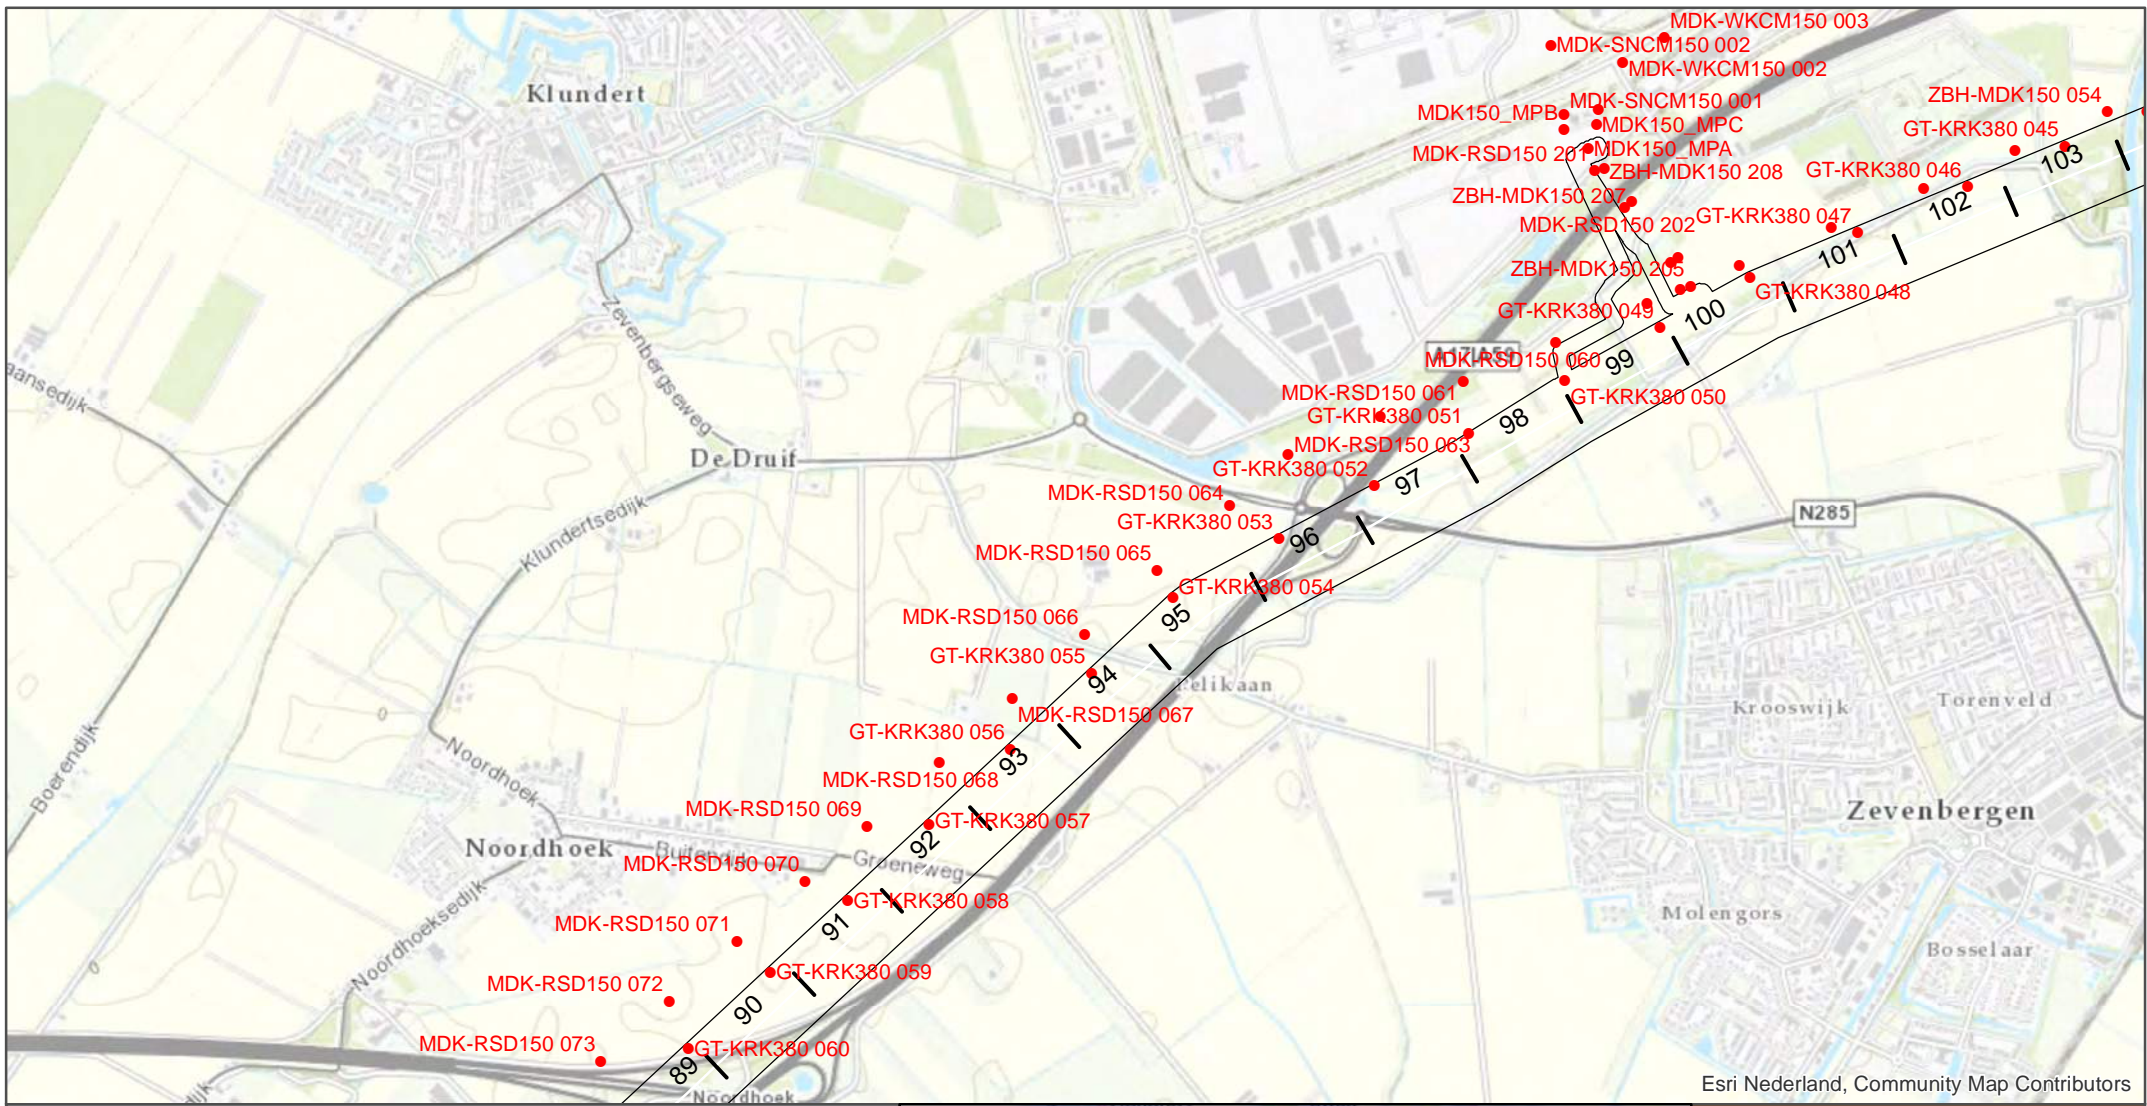 MDK-WKCM150 003
MDK-SNCM150 002
MDK-WKCM150 002
Klundert
ZBH-MDK150 054
MDK-SNCM150 001
MDK150_MPB
MDK150_MPC
GT-KRK380 045
MDK150_MPA
MDK-RSD150 201
103
ZBH-MDK150 208
GT-KRK380 046
ZBH-MDK150 207
102
GT-KRK380 047
MDK-RSD150 202
101
ZBH-MDK150 205
GT-KRK380 048
GT-KRK380 049
100
Zevenbergseweg
MDK-RSD150 060
99
aansedijk
MDK-RSD150 061
GT-KRK380 050
GT-KRK380 051
98
MDK-RSD150 063
De Druif
GT-KRK380 052
97
MDK-RSD150 064
N285
GT-KRK380 053
Klundertsedijk
96
MDK-RSD150 065
GT-KRK380 054
MDK-RSD150 066
95
GT-KRK380 055
94
Pelikaan
Torenveld
Krooswijk
0
MDK-RSD150 067
GT-KRK380 056
93
Boerendijk
Noordhoek
MDK-RSD150 068
MDK-RSD150 069
Zevenbergen
GT-KRK380 057
92
Noordhoek
Buitendijk
MDK-RSD150 070
Groeneweg
GT-KRK380 058
91
Molengors
MDK-RSD150 071
Noordhoeksedijk
Bosselaar
0
GT-KRK380 059
MDK-RSD150 072
90
MDK-RSD150 073
GT-KRK380 060
89
dijk
Noordhoek
Esri Nederland, Community Map Contributors